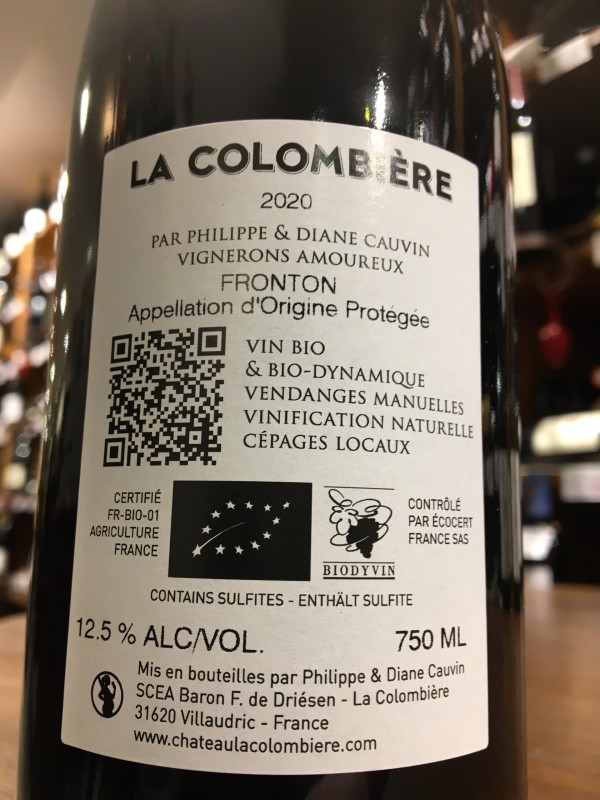 LA COLOMBIÈRE
2020
PAR PHILIPPE & DIANE CAUVIN
VIGNERONS AMOUREUX
FRONTON
Appellation d'Origine Protégée
VIN BIO
& BIO-DYNAMIQUE
VENDANGES MANUELLES
VINIFICATION NATURELLE
CÉPAGES LOCAUX
CERTIFIÉ
FR-BIO-01
AGRICULTURE
FRANCE
BIODYVIN
CONTRÔLÉ
PAR ÉCOCERT
FRANCE SAS
CONTAINS SULFITES - ENTHÄLT SULFITE
12.5 % ALC/VOL.
750 ML
Mis en bouteilles par Philippe & Diane Cauvin
SCEA Baron F. de Driésen - La Colombière
31620 Villaudric - France
www.chateaulacolombiere.com